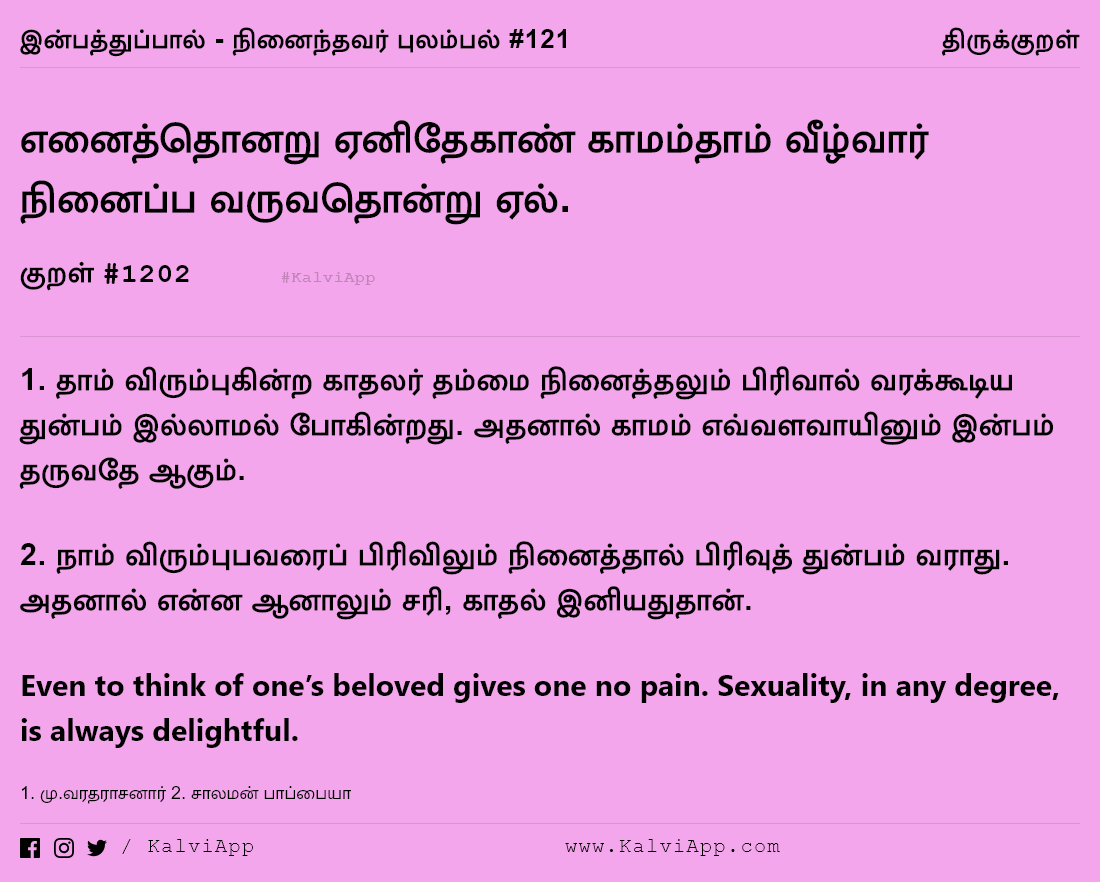 இன்பத்துப்பால் - நினைந்தவர் புலம்பல் #121 திருக்குறள்
எனைத்தொனறு ஏனிதேகாண் காமம்தாம் வீழ்வார்
நினைப்ப வருவதொன்று ஏல்.
குறள் #1202 #KalviApp
1. தாம் விரும்புகின்ற காதலர் தம்மை நினைத்தலும் பிரிவால் வரக்கூடிய
துன்பம் இல்லாமல் போகின்றது. அதனால் காமம் எவ்வளவாயினும் இன்பம்
தருவதே ஆகும்.
2. நாம் விரும்புபவரைப் பிரிவிலும் நினைத்தால் பிரிவுத் துன்பம் வராது.
அதனால் என்ன ஆனாலும் சரி, காதல் இனியதுதான்.
Even to think of one’s beloved gives one no pain. Sexuality, in any degree,
is always delightful.
1. மு.வரதராசனார் 2. சாலமன் பாப்பையா
/ KalviApp www.KalviApp.com